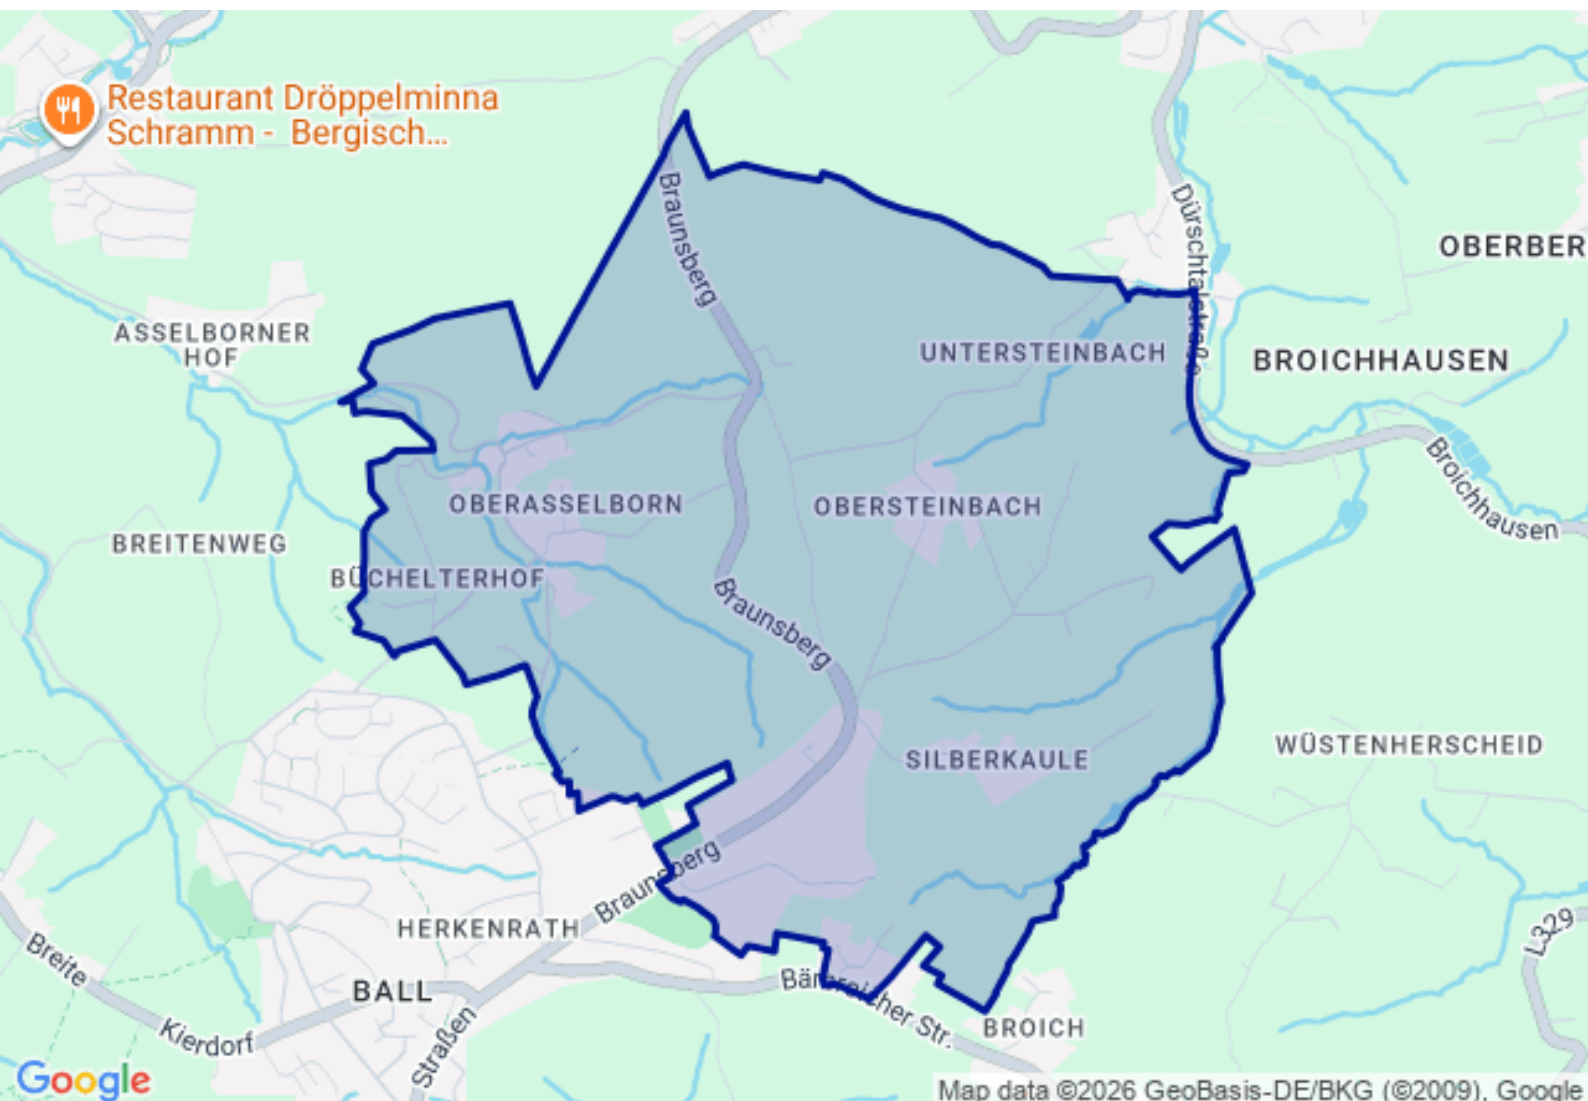 Restaurant Dröppelminna
Schramm - Bergisch...
Braunsberg
Dürschtalstraße
OBERBER
ASSELBORNER
HOF
UNTERSTEINBACH
BROICHHAUSEN
OBERASSELBORN
OBERSTEINBACH
Broichhausen
BREITENWEG
BÜCHELTERHOF
Braunsberg
SILBERKAULE
WÜSTENHERSCHEID
Braunsberg
HERKENRATH
L329
Breite
BALL
Bärbroicher Str.
Kierdorf
Straßen
BROICH
Google
Map data ©2026 GeoBasis-DE/BKG (©2009), Google